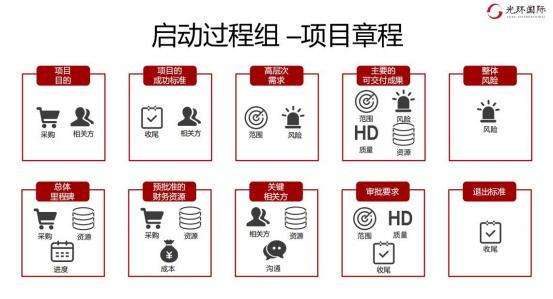 光环国际
启动过程组 –项目章程
项目
目的
采购
相关方
项目的
成功标准
收尾
相关方
高层次
需求
范围
风险
主要的
可交付成果
范围
风险
HD
质量
资源
整体
风险
风险
总体
里程碑
采购
资源
进度
预批准的
财务资源
采购
资源
成本
关键
相关方
相关方
资源
沟通
审批要求
范围
HD
质量
收尾
退出标准
收尾